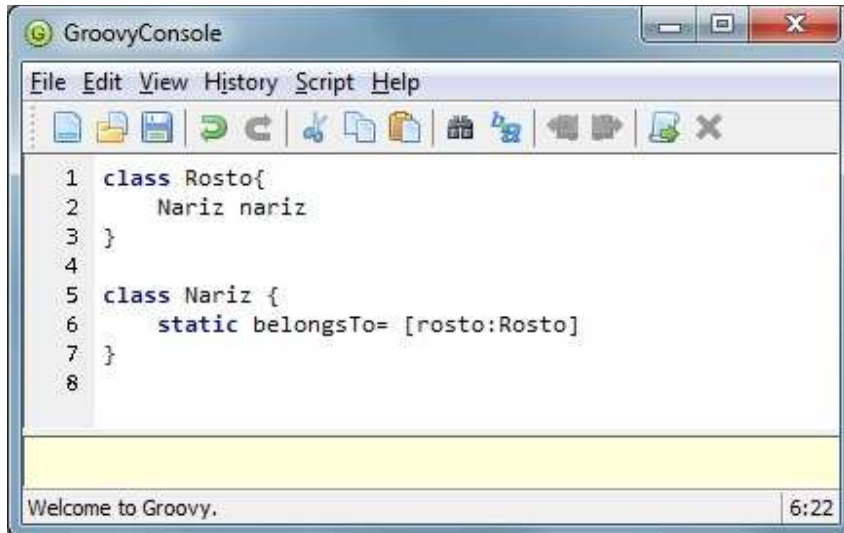 GroovyConsole
File Edit View History Script Help
1 class Rosto{
2     Nariz nariz
3 }
4
5 class Nariz {
6     static belongsTo= [rosto:Rosto]
7 }
8
Welcome to Groovy. 6:22